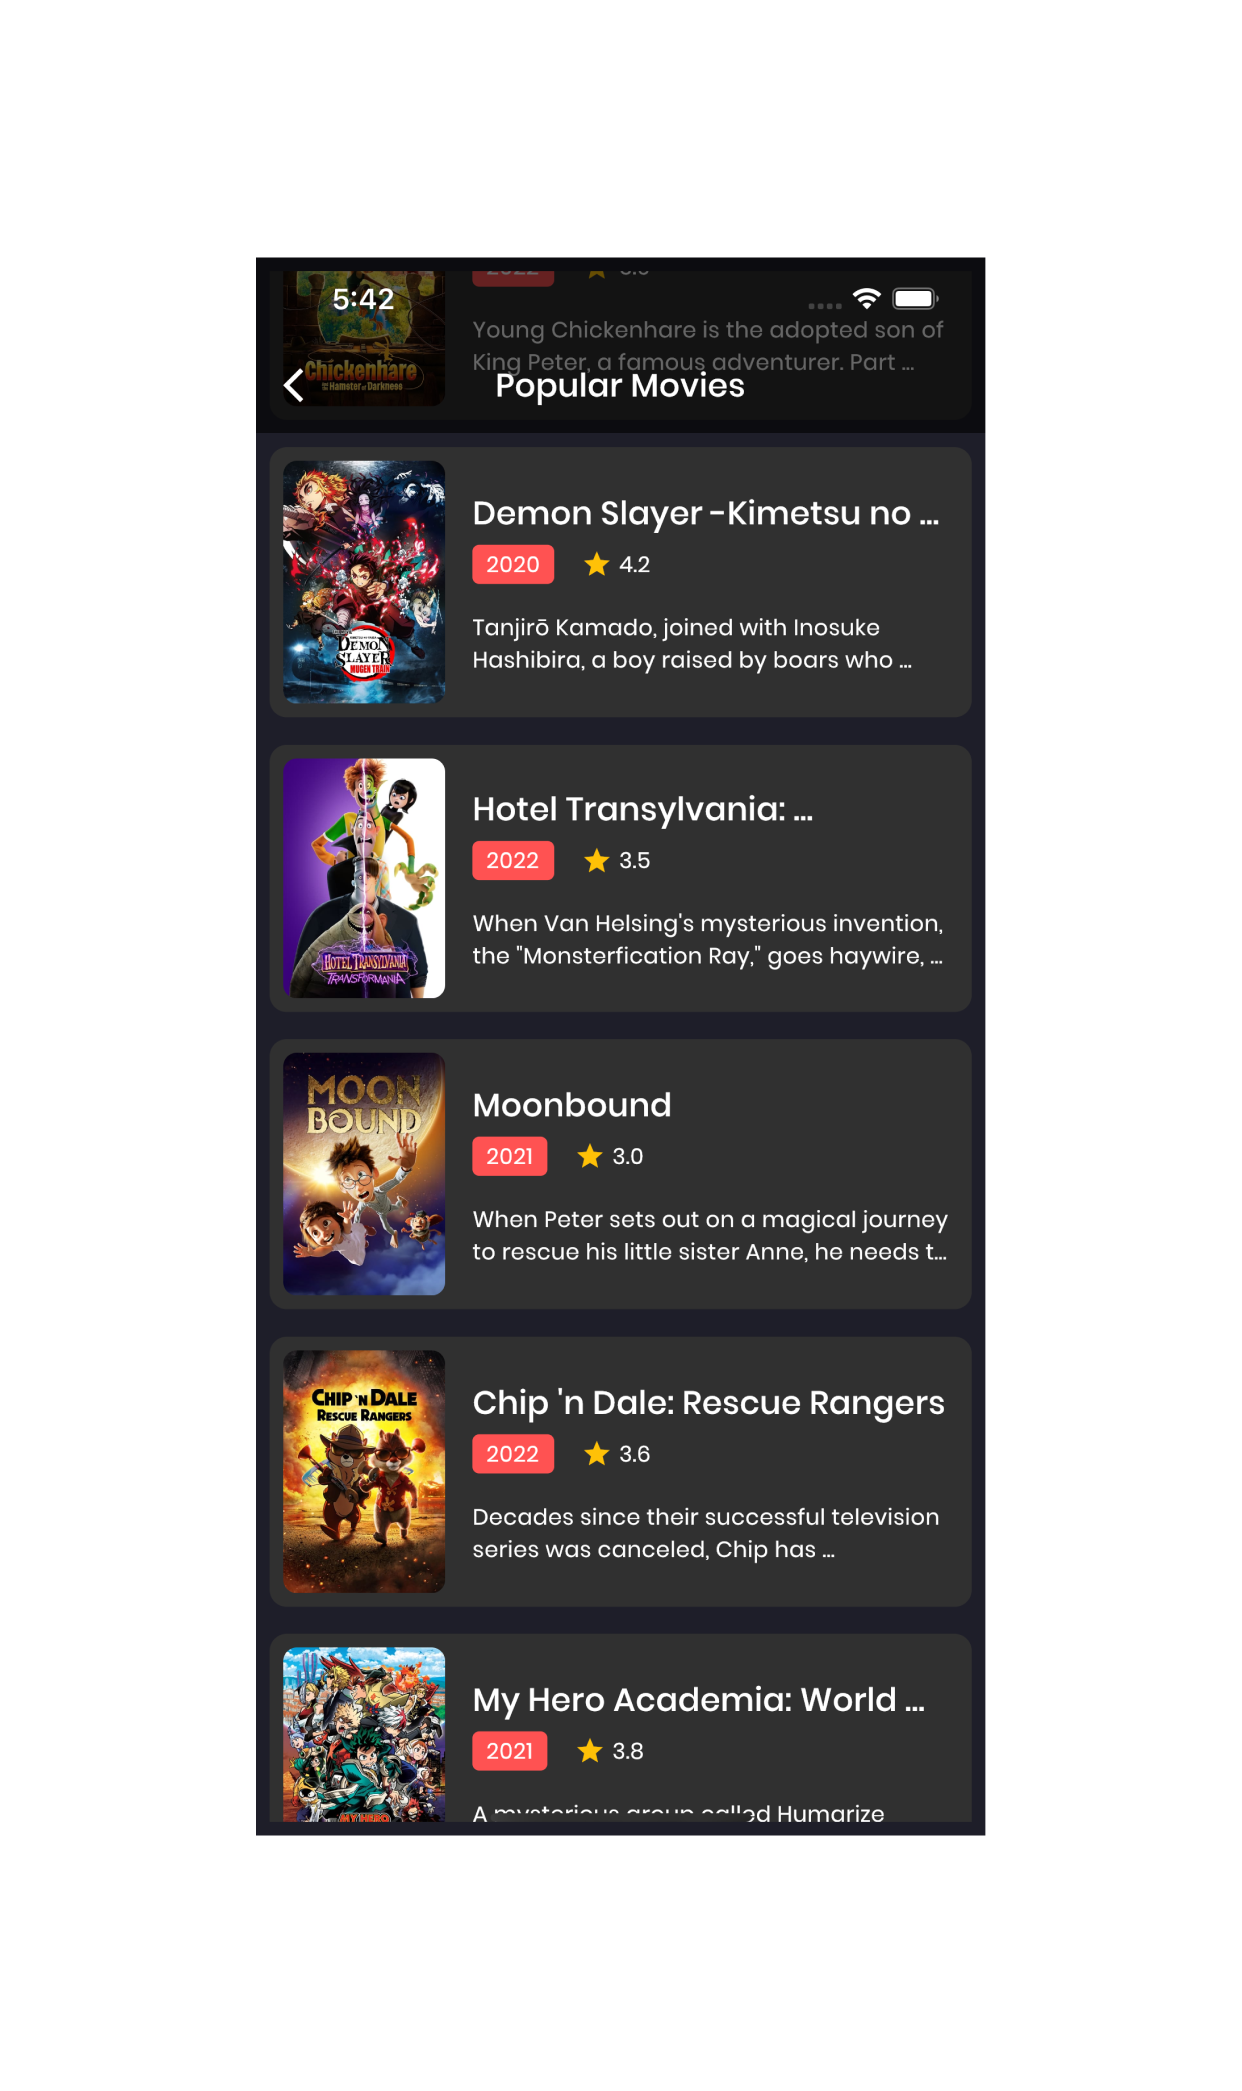 2022
5:42
Young Chickenhare is the adopted son of
King Peter, a famous adventurer. Part ...
Chickenhare
and the Hamster of Darkness
Popular Movies
Demon Slayer -Kimetsu no ...
2020 4.2
Tanjirō Kamado, joined with Inosuke
Hashibira, a boy raised by boars who ...
DEMON
SLAYER
MUGEN TRAIN
Hotel Transylvania: ...
2022 3.5
When Van Helsing's mysterious invention,
the "Monsterfication Ray," goes haywire, ...
HOTEL TRANSYLVANIA
TRANSFORMANIA
MOON
BOUND
Moonbound
2021 3.0
When Peter sets out on a magical journey
to rescue his little sister Anne, he needs t...
CHIP 'N DALE
RESCUE RANGERS
Chip 'n Dale: Rescue Rangers
2022 3.6
Decades since their successful television
series was canceled, Chip has ...
My Hero Academia: World ...
2021 3.8
A mysterious group called Humarize
MY HERO